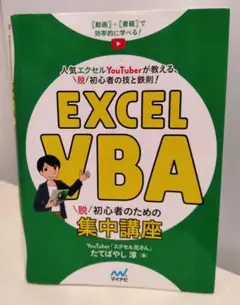 [動画]+[書籍]で
効率的に学べる!
人気エクセルYouTuberが教える、
\脱/初心者の技と鉄則!
EXCEL
VBA
\脱/初心者のための
集中講座
YouTuber「エクセル兄さん」
たてばやし 淳 [著]
マイナビ